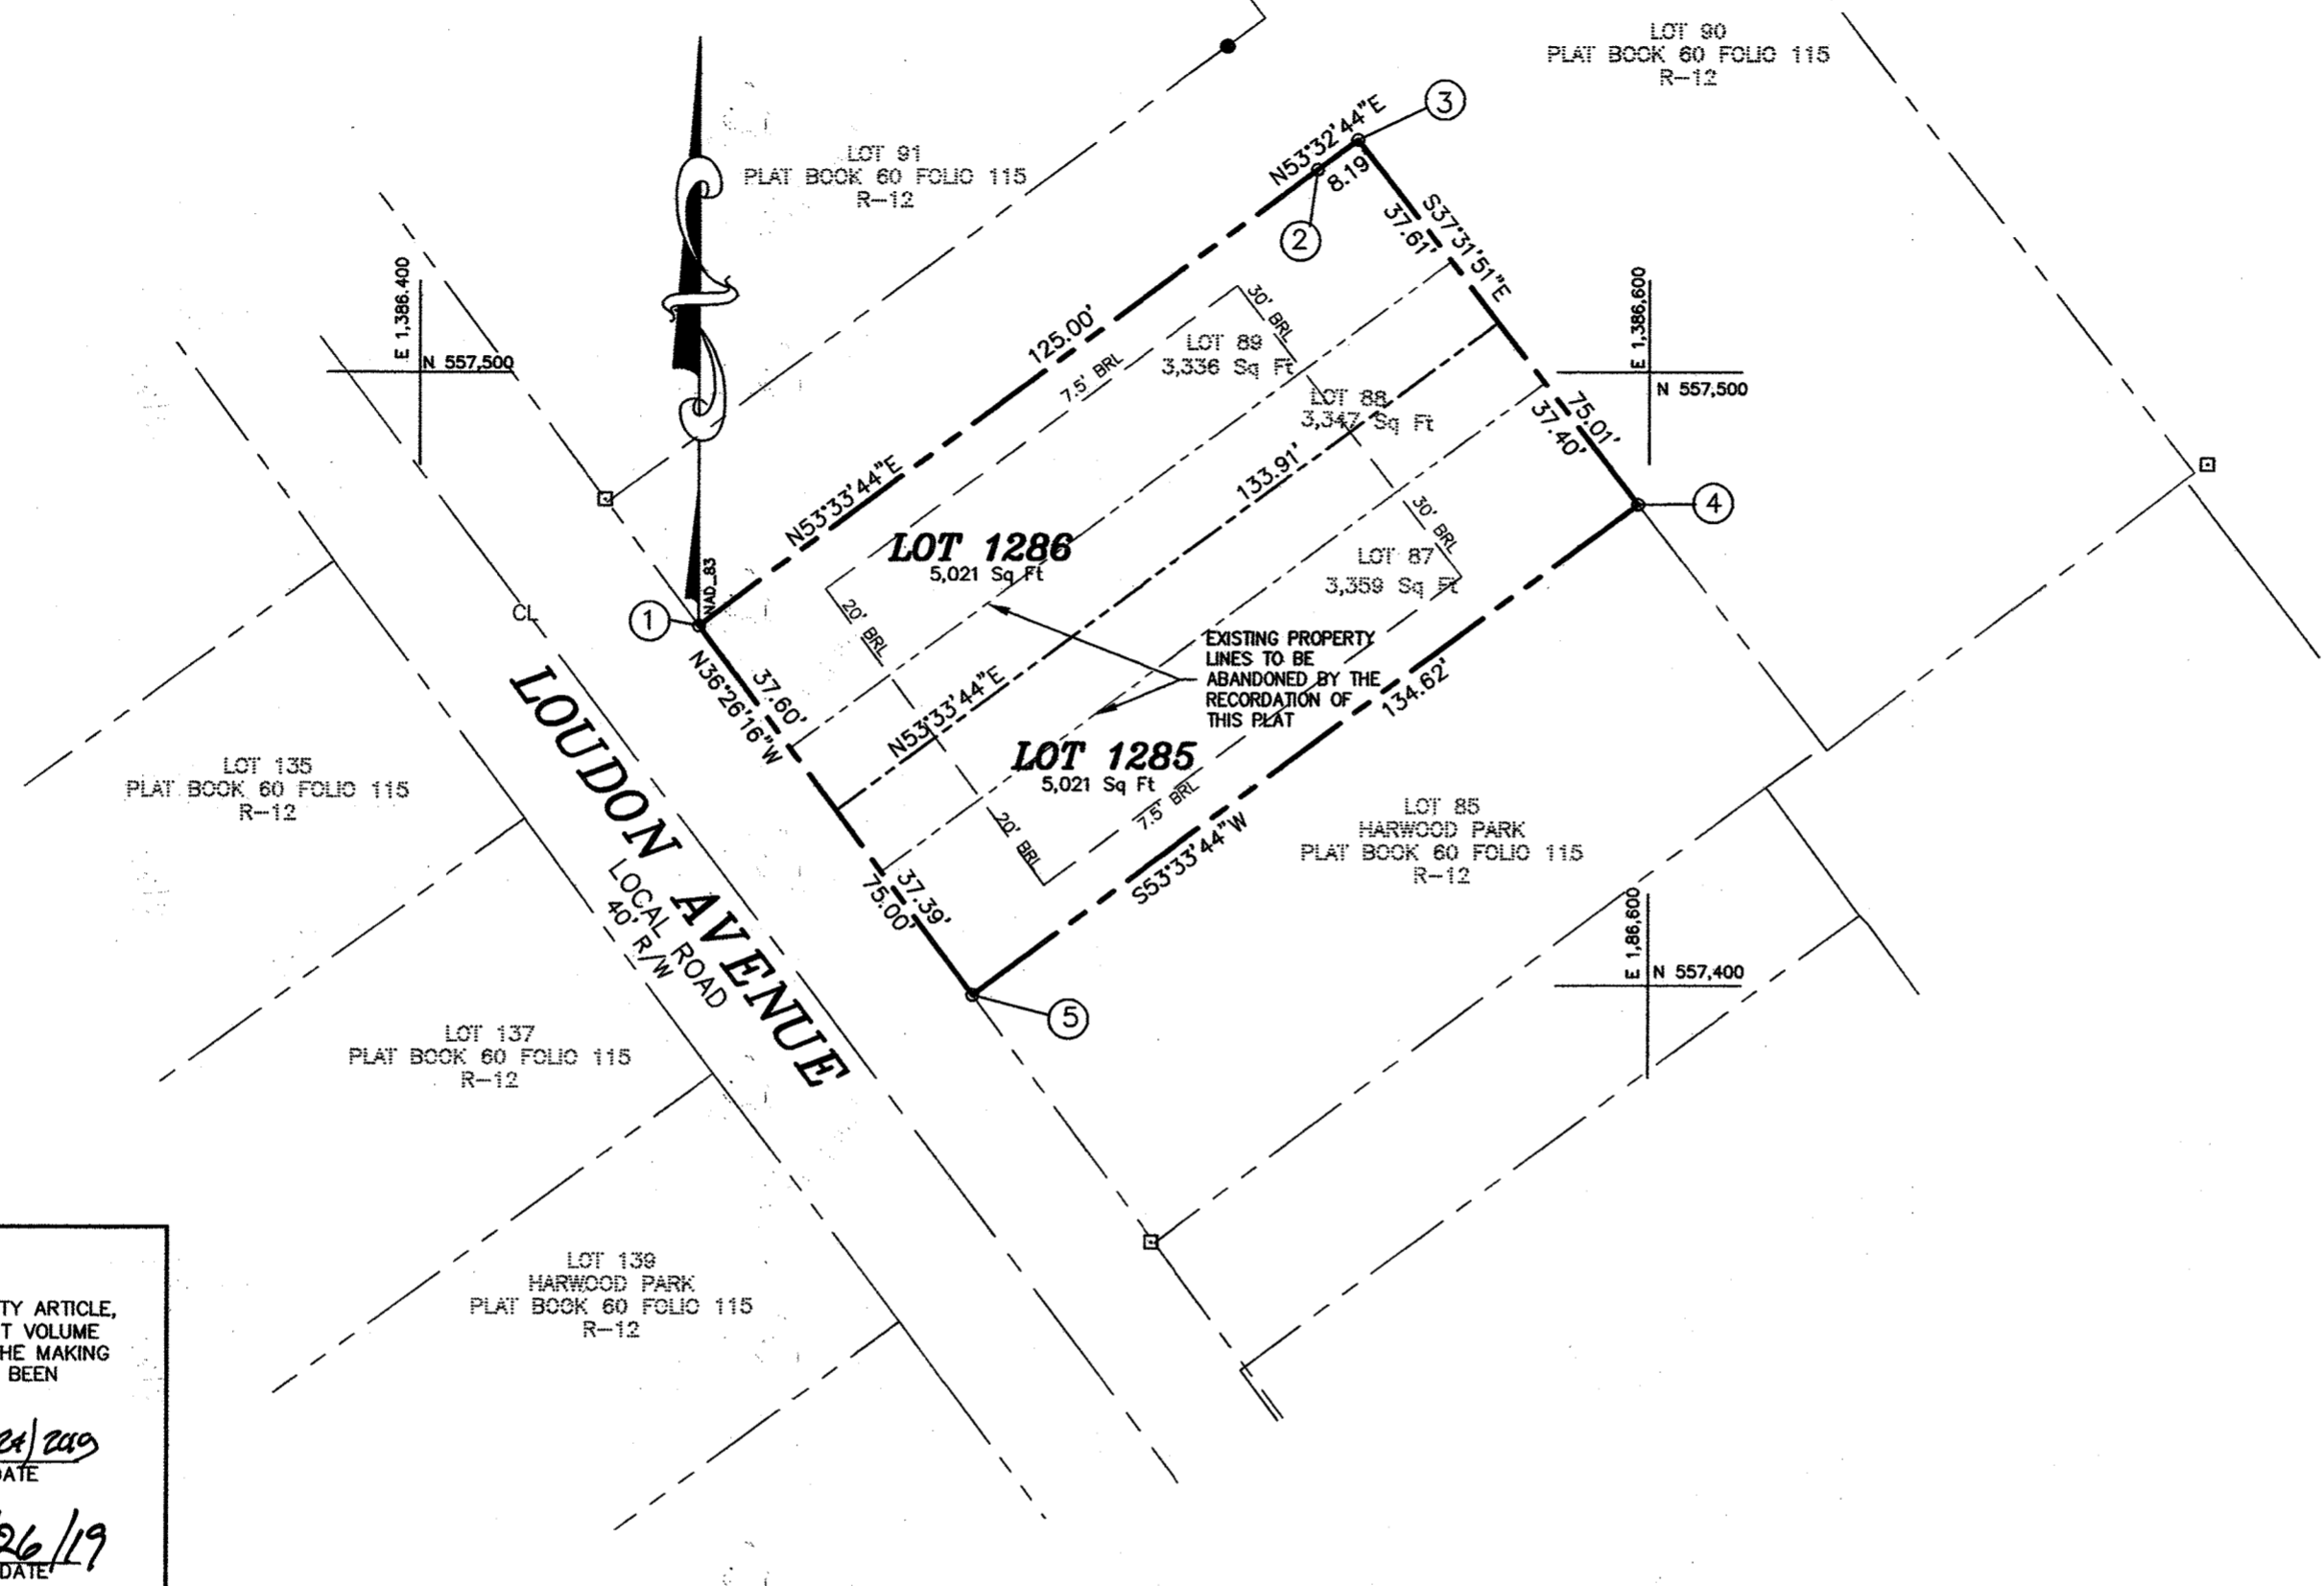 LOT 90
PLAT BOOK 60 FOLIO 115
R-12
LOT 91
PLAT BOOK 60 FOLIO 115
R-12
N53°32'44"E
8.19
3
2
S37°31'51"E
37.61'
E 1,386.400
N 557,500
E 1,386,600
N 557,500
125.00'
N53°33'44"E
7.5' BRL
30' BRL
LOT 89
3,336 Sq Ft
LOT 88
3,347 Sq Ft
75.01'
37.40'
4
133.91'
N53°33'44"E
30' BRL
LOT 87
3,359 Sq Ft
LOT 1286
5,021 Sq Ft
NAD_83
1
20' BRL
CL
N36°26'16"W
37.60'
EXISTING PROPERTY
LINES TO BE
ABANDONED BY THE
RECORDATION OF
THIS PLAT
134.62'
S53°33'44"W
LOT 1285
5,021 Sq Ft
7.5' BRL
20' BRL
37.39'
75.00'
5
LOUDON AVENUE
LOCAL ROAD
40' R/W
LOT 135
PLAT BOOK 60 FOLIO 115
R-12
LOT 85
HARWOOD PARK
PLAT BOOK 60 FOLIO 115
R-12
E 1,86,600
N 557,400
LOT 137
PLAT BOOK 60 FOLIO 115
R-12
LOT 139
HARWOOD PARK
PLAT BOOK 60 FOLIO 115
R-12
TY ARTICLE,
T VOLUME
HE MAKING
BEEN
24/2019
DATE
26/19
DATE